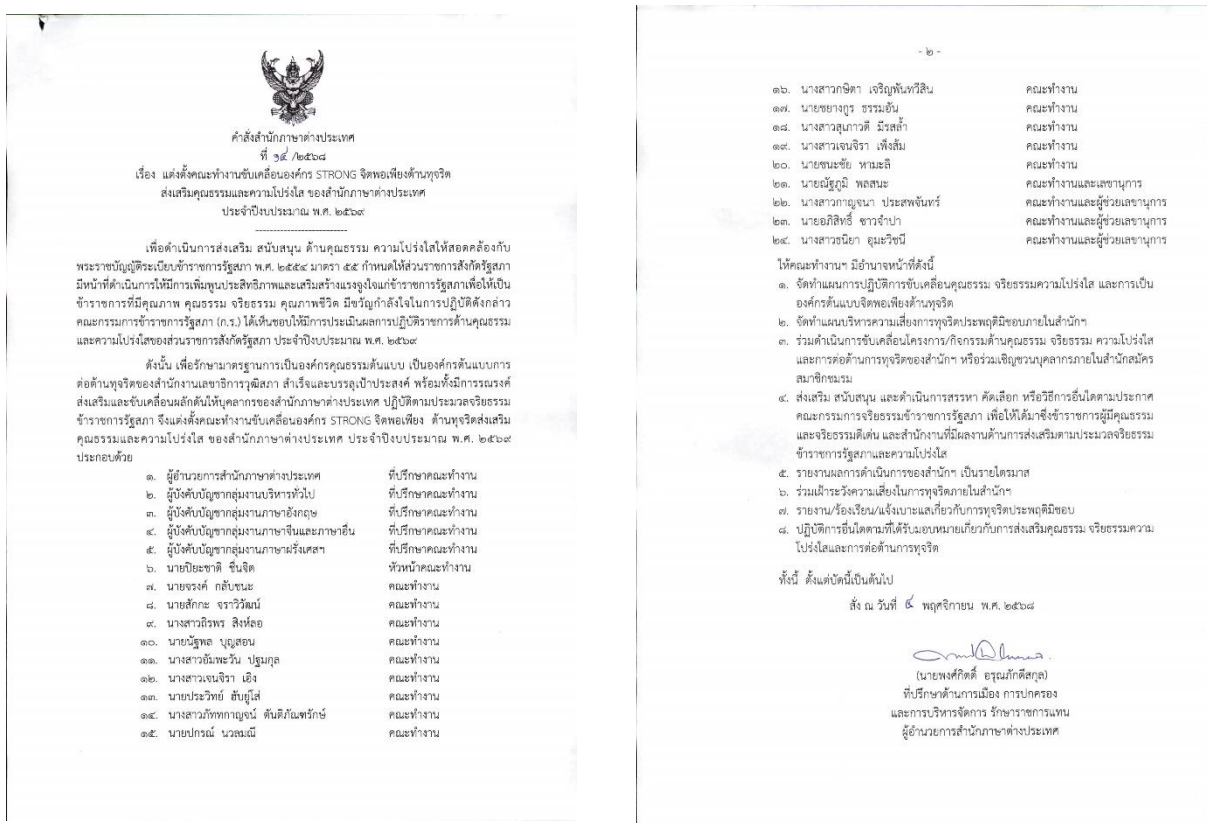 คำสั่งสำนักภาษาต่างประเทศ
ที่ ๑๔ /๒๕๖๘
เรื่อง แต่งตั้งคณะทำงานขับเคลื่อนองค์กร STRONG จิตพอเพียงต้านทุจริต
ส่งเสริมคุณธรรมและความโปร่งใส ของสำนักภาษาต่างประเทศ
ประจำปีงบประมาณ พ.ศ. ๒๕๖๙
เพื่อดำเนินการส่งเสริม สนับสนุน ด้านคุณธรรม ความโปร่งใสให้สอดคล้องกับ
พระราชบัญญัติระเบียบข้าราชการรัฐสภา พ.ศ. ๒๕๕๔ มาตรา ๕๕ กำหนดให้ส่วนราชการสังกัดรัฐสภา
มีหน้าที่ดำเนินการให้มีการเพิ่มพูนประสิทธิภาพและเสริมสร้างแรงจูงใจแก่ข้าราชการรัฐสภาเพื่อให้เป็น
ข้าราชการที่มีคุณภาพ คุณธรรม จริยธรรม คุณภาพชีวิต มีขวัญกำลังใจในการปฏิบัติดังกล่าว
คณะกรรมการข้าราชการรัฐสภา (ก.ร.) ได้เห็นชอบให้มีการประเมินผลการปฏิบัติราชการด้านคุณธรรม
และความโปร่งใสของส่วนราชการสังกัดรัฐสภา ประจำปีงบประมาณ พ.ศ. ๒๕๖๙
ดังนั้น เพื่อรักษามาตรฐานการเป็นองค์กรคุณธรรมต้นแบบ เป็นองค์กรต้นแบบการ
ต่อต้านทุจริตของสำนักงานเลขาธิการวุฒิสภา สำเร็จและบรรลุเป้าประสงค์ พร้อมทั้งมีการรณรงค์
ส่งเสริมและขับเคลื่อนผลักดันให้บุคลากรของสำนักภาษาต่างประเทศ ปฏิบัติตามประมวลจริยธรรม
ข้าราชการรัฐสภา จึงแต่งตั้งคณะทำงานขับเคลื่อนองค์กร STRONG จิตพอเพียง ต้านทุจริตส่งเสริม
คุณธรรมและความโปร่งใส ของสำนักภาษาต่างประเทศ ประจำปีงบประมาณ พ.ศ. ๒๕๖๙
ประกอบด้วย
๑. ผู้อำนวยการสำนักภาษาต่างประเทศ ที่ปรึกษาคณะทำงาน
๒. ผู้บังคับบัญชากลุ่มงานบริหารทั่วไป ที่ปรึกษาคณะทำงาน
๓. ผู้บังคับบัญชากลุ่มงานภาษาอังกฤษ ที่ปรึกษาคณะทำงาน
๔. ผู้บังคับบัญชากลุ่มงานภาษาจีนและภาษาอื่น ที่ปรึกษาคณะทำงาน
๕. ผู้บังคับบัญชากลุ่มงานภาษาฝรั่งเศสฯ ที่ปรึกษาคณะทำงาน
๖. นายปิยะชาติ ชื่นจิต หัวหน้าคณะทำงาน
๗. นายจรงค์ กลับชนะ คณะทำงาน
๘. นายสักกะ จราวิวัฒน์ คณะทำงาน
๙. นางสาวถิรพร สิงห์ลอ คณะทำงาน
๑๐. นายนัฐพล บุญสอน คณะทำงาน
๑๑. นางสาวอัมพะวัน ปฐมกุล คณะทำงาน
๑๒. นางสาวเจนจิรา เอิง คณะทำงาน
๑๓. นายประวิทย์ ฮับยู่โส่ คณะทำงาน
๑๔. นางสาวภัททกาญจน์ ตันติภัณฑรักษ์ คณะทำงาน
๑๕. นายปกรณ์ นวลมณี คณะทำงาน
- ๒ -
๑๖. นางสาวกษิตา เจริญพันทวีสิน คณะทำงาน
๑๗. นายชยางกูร ธรรมอัน คณะทำงาน
๑๘. นางสาวสุภาวดี มีรสล้ำ คณะทำงาน
๑๙. นางสาวเจนจิรา เพ็งส้ม คณะทำงาน
๒๐. นายชนะชัย หามะลิ คณะทำงาน
๒๑. นายณัฐภูมิ พลสนะ คณะทำงานและเลขานุการ
๒๒. นางสาวกาญจนา ประสพจันทร์ คณะทำงานและผู้ช่วยเลขานุการ
๒๓. นายอภิสิทธิ์ ชาวจำปา คณะทำงานและผู้ช่วยเลขานุการ
๒๔. นางสาวธนิยา อุมะวิชนี คณะทำงานและผู้ช่วยเลขานุการ
ให้คณะทำงานฯ มีอำนาจหน้าที่ดังนี้
๑. จัดทำแผนการปฏิบัติการขับเคลื่อนคุณธรรม จริยธรรมความโปร่งใส และการเป็น
องค์กรต้นแบบจิตพอเพียงต้านทุจริต
๒. จัดทำแผนบริหารความเสี่ยงการทุจริตประพฤติมิชอบภายในสำนักฯ
๓. ร่วมดำเนินการขับเคลื่อนโครงการ/กิจกรรมด้านคุณธรรม จริยธรรม ความโปร่งใส
และการต่อต้านการทุจริตของสำนักฯ หรือร่วมเชิญชวนบุคลากรภายในสำนักสมัคร
สมาชิกชมรม
๔. ส่งเสริม สนับสนุน และดำเนินการสรรหา คัดเลือก หรือวิธีการอื่นใดตามประกาศ
คณะกรรมการจริยธรรมข้าราชการรัฐสภา เพื่อให้ได้มาซึ่งข้าราชการผู้มีคุณธรรม
และจริยธรรมดีเด่น และสำนักงานที่มีผลงานด้านการส่งเสริมตามประมวลจริยธรรม
ข้าราชการรัฐสภาและความโปร่งใส
๕. รายงานผลการดำเนินการของสำนักฯ เป็นรายไตรมาส
๖. ร่วมเฝ้าระวังความเสี่ยงในการทุจริตภายในสำนักฯ
๗. รายงาน/ร้องเรียน/แจ้งเบาะแสเกี่ยวกับการทุจริตประพฤติมิชอบ
๘. ปฏิบัติการอื่นใดตามที่ได้รับมอบหมายเกี่ยวกับการส่งเสริมคุณธรรม จริยธรรมความ
โปร่งใสและการต่อต้านการทุจริต
ทั้งนี้ ตั้งแต่บัดนี้เป็นต้นไป
สั่ง ณ วันที่ ๕ พฤศจิกายน พ.ศ. ๒๕๖๘
(นายพงศ์กิตติ์ อรุณภักดีสกุล)
ที่ปรึกษาด้านการเมือง การปกครอง
และการบริหารจัดการ รักษาราชการแทน
ผู้อำนวยการสำนักภาษาต่างประเทศ